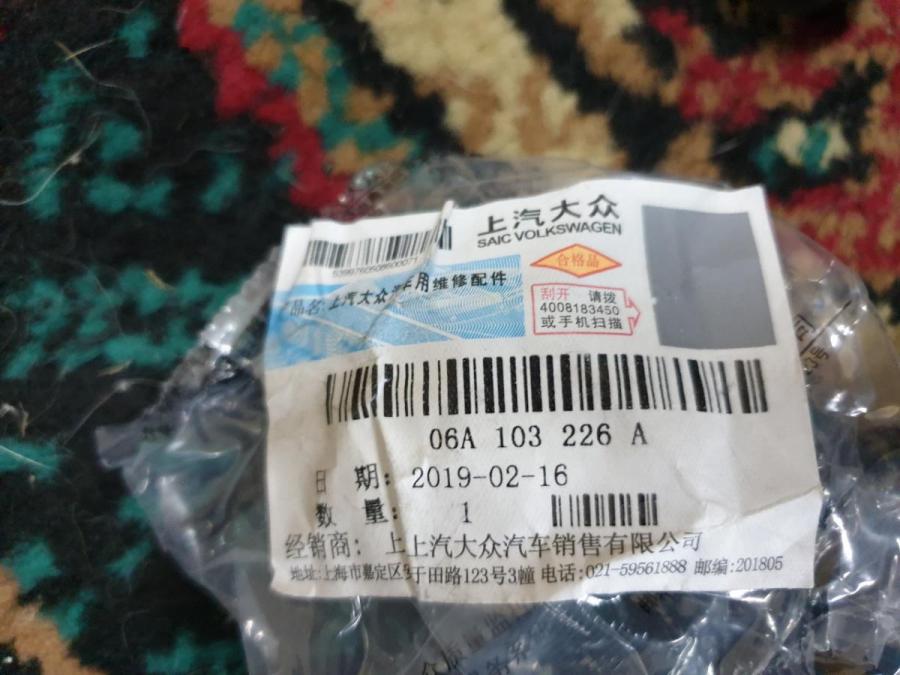 上汽大众
SAIC VOLKSWAGEN
合格品
品名:上汽大众汽车用维修配件
刮开 请拨
4008183450
或手机扫描
06A 103 226 A
日 期: 2019-02-16
数 量: 1
经销商: 上上汽大众汽车销售有限公司
地址:上海市嘉定区于田路123号3幢 电话:021-59561888 邮编:201805